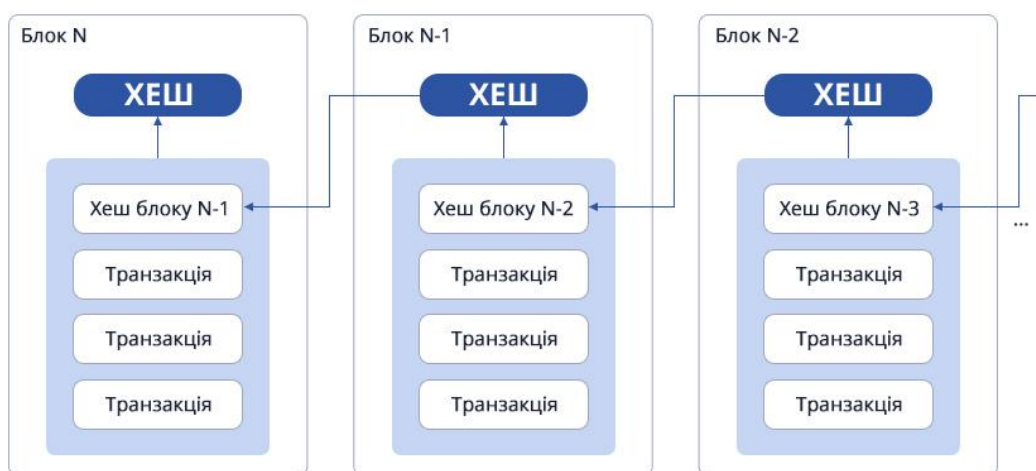 Блок N
ХЕШ
Хеш блоку N-1
Транзакція
Транзакція
Транзакція
Блок N-1
ХЕШ
Хеш блоку N-2
Транзакція
Транзакція
Транзакція
Блок N-2
ХЕШ
Хеш блоку N-3
Транзакція
Транзакція
Транзакція
...